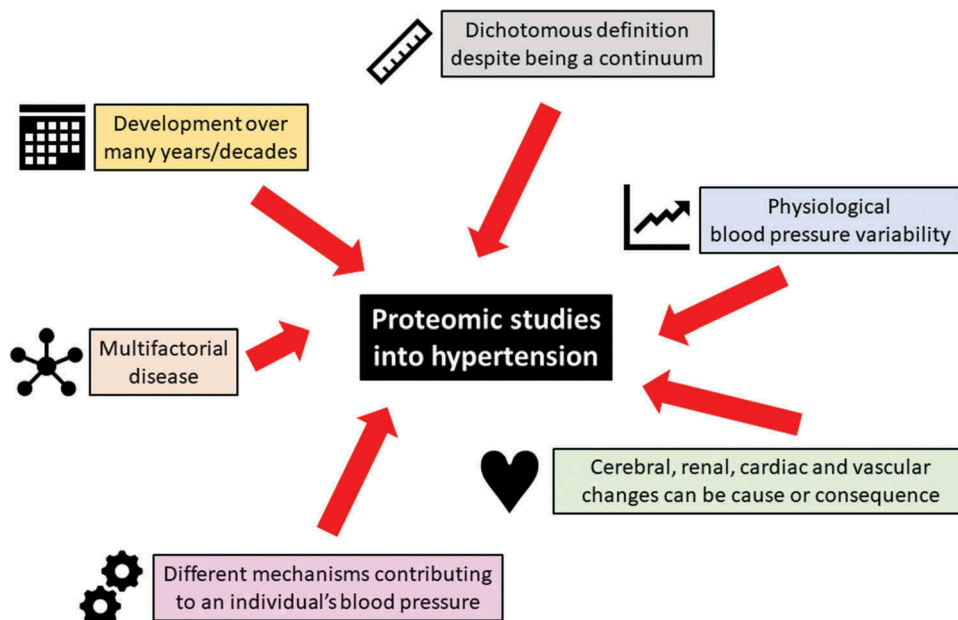 Dichotomous definition
despite being a continuum
Development over
many years/decades
Physiological
blood pressure variability
Proteomic studies
into hypertension
Multifactorial
disease
Cerebral, renal, cardiac and vascular
changes can be cause or consequence
Different mechanisms contributing
to an individual's blood pressure